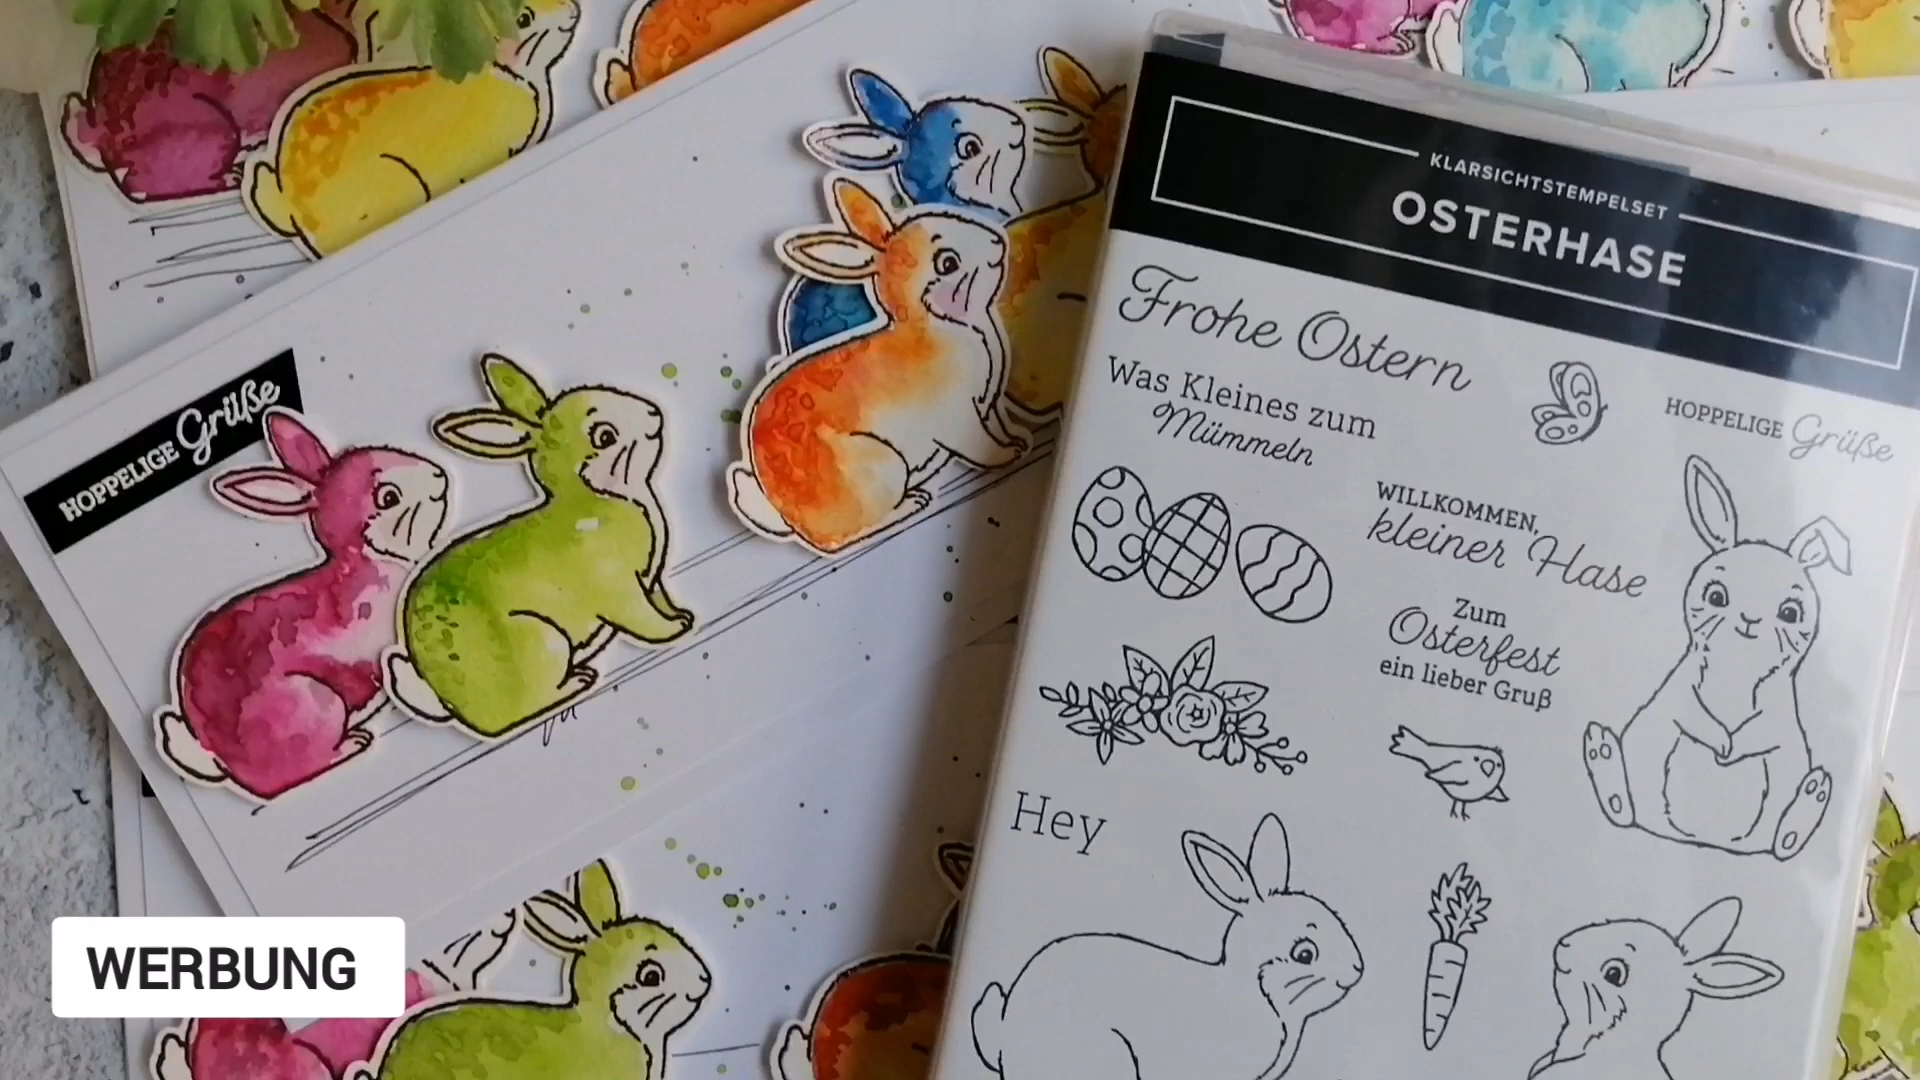 KLARSICHTSTEMPELSET
OSTERHASE
Frohe Ostern
Was Kleines zum
Mümmeln
HOPPELIGE Grüße
WILLKOMMEN,
kleiner Hase
Zum
Osterfest
ein lieber Gruß
Hey
HOPPELIGE Grüße
WERBUNG